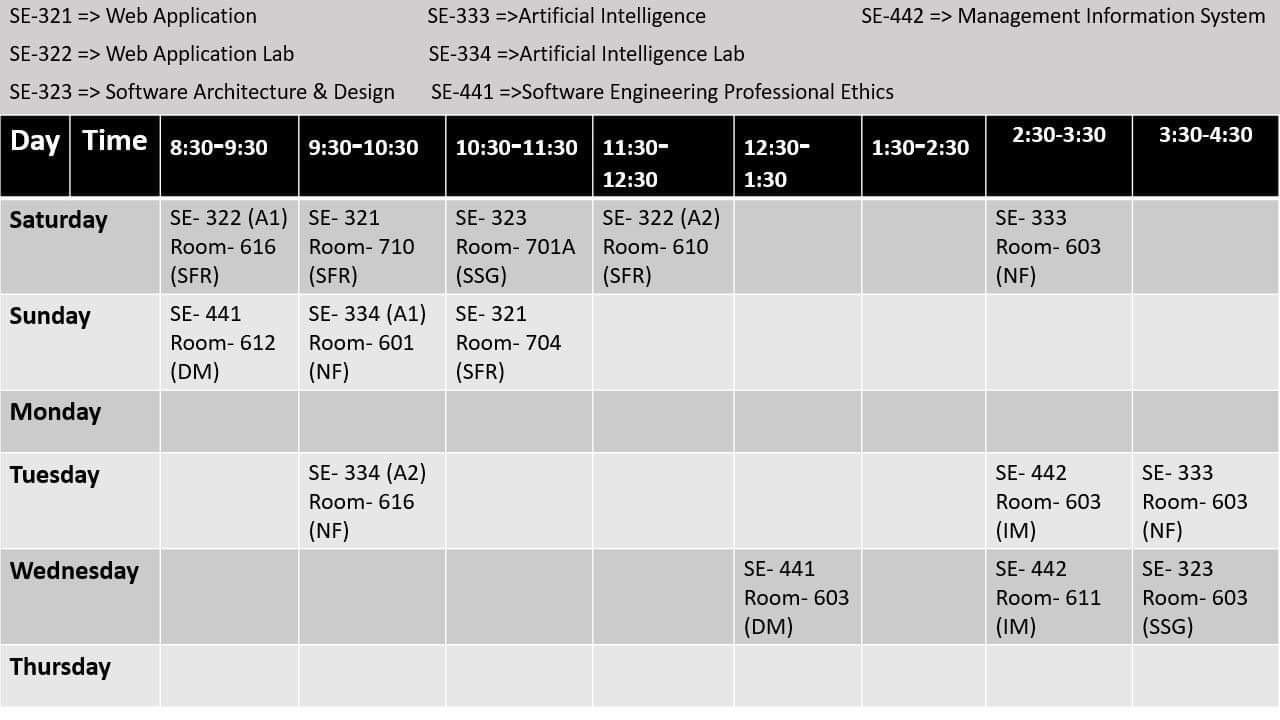 SE-321 => Web Application SE-333 =>Artificial Intelligence SE-442 => Management Information System
SE-322 => Web Application Lab SE-334 =>Artificial Intelligence Lab
SE-323 => Software Architecture & Design SE-441 =>Software Engineering Professional Ethics
Day Time 8:30-9:30 9:30-10:30 10:30-11:30 11:30-12:30 12:30-1:30 1:30-2:30 2:30-3:30 3:30-4:30
Saturday
SE- 322 (A1)
Room- 616
(SFR)
SE- 321
Room- 710
(SFR)
SE- 323
Room- 701A
(SSG)
SE- 322 (A2)
Room- 610
(SFR)
SE- 333
Room- 603
(NF)
Sunday
SE- 441
Room- 612
(DM)
SE- 334 (A1)
Room- 601
(NF)
SE- 321
Room- 704
(SFR)
Monday
Tuesday
SE- 334 (A2)
Room- 616
(NF)
SE- 442
Room- 603
(IM)
SE- 333
Room- 603
(NF)
Wednesday
SE- 441
Room- 603
(DM)
SE- 442
Room- 611
(IM)
SE- 323
Room- 603
(SSG)
Thursday